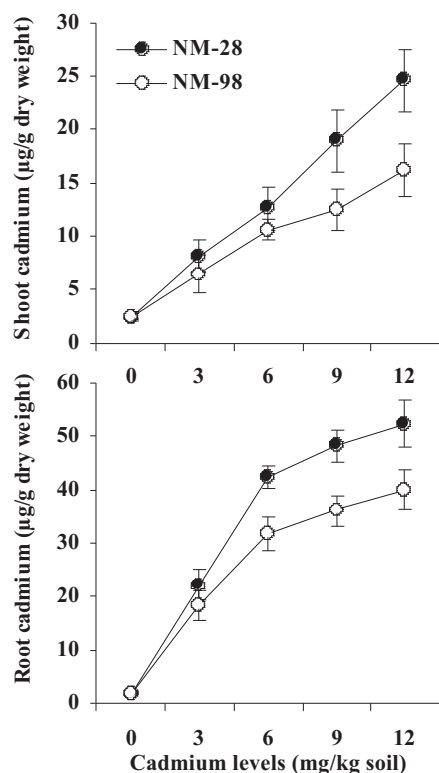 30
25
20
15
10
5
0
Shoot cadmium (μg/g dry weight)
NM-28
NM-98
0 3 6 9 12
60
50
40
30
20
10
0
Root cadmium (μg/g dry weight)
0 3 6 9 12
Cadmium levels (mg/kg soil)